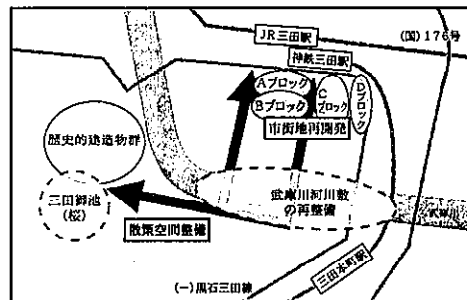 JR三田駅
(国)176号
神鉄三田駅
Aブロック
Bブロック
C
ブロック
Dブロック
市街地再開発
歴史的建造物群
三田御池
(桜)
武庫川河川敷
の再整備
武庫川
散策空間整備
三田本町駅
(一)黒石三田線